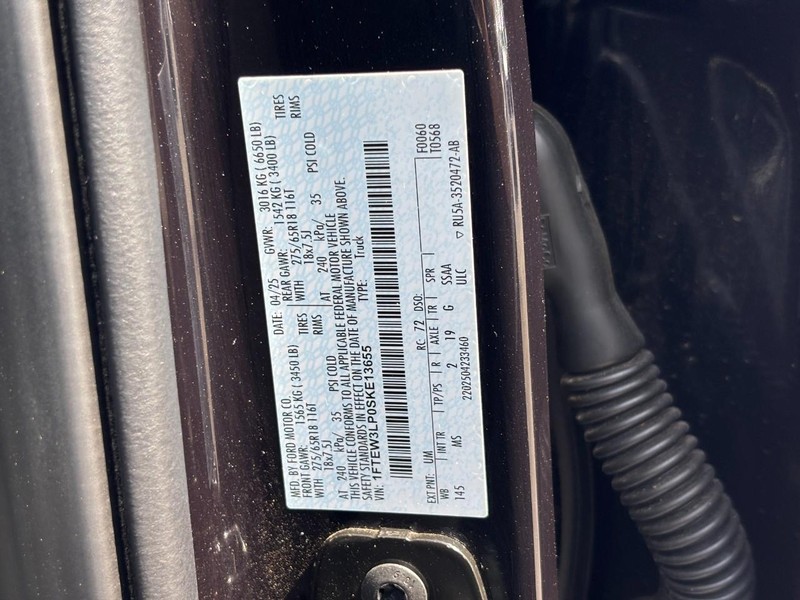 MFD. BY FORD MOTOR CO. DATE: 04/25 GVWR: 3016 KG ( 6650 LB)
FRONT GAWR: 1565 KG ( 3450 LB) REAR GAWR: 1542 KG ( 3400 LB)
WITH 275/65R18 116T TIRES WITH 275/65R18 116T TIRES
18x7.5J RIMS 18x7.5J RIMS
AT 240 kPa/ 35 PSI COLD AT 240 kPa/ 35 PSI COLD
THIS VEHICLE CONFORMS TO ALL APPLICABLE FEDERAL MOTOR VEHICLE
SAFETY STANDARDS IN EFFECT ON THE DATE OF MANUFACTURE SHOWN ABOVE.
VIN: 1FTEW3LP0SKE13655 TYPE: Truck
F0060
T0568
EXT PNT: UM RC: 72 DSO:
WB INT TR TP/PS R AXLE TR SPR
145 MS 2 19 G SSAA
2202504233460 ULC ▽ RU5A-3520472-AB